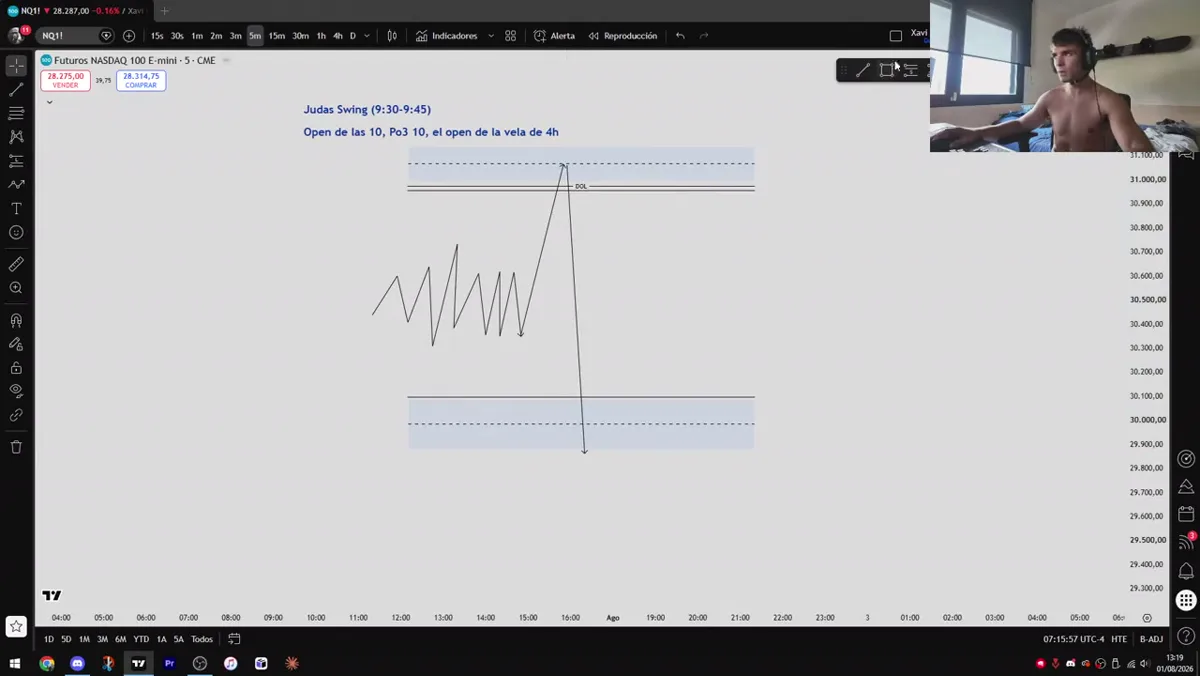 NQ1! ▼ 28.287,00 -0.16% / Xavi
11
NQ1!
15s 30s 1m 2m 3m 5m 15m 30m 1h 4h D
Indicadores
Alerta
Reproducción
Xavi
Futuros NASDAQ 100 E-mini · 5 · CME
28.275,00
VENDER
39,75
28.314,75
COMPRAR
Judas Swing (9:30-9:45)
Open de las 10, Po3 10, el open de la vela de 4h
DOL
31.100,00
31.000,00
30.900,00
30.800,00
30.700,00
30.600,00
30.500,00
30.400,00
30.300,00
30.200,00
30.100,00
30.000,00
29.900,00
29.800,00
29.700,00
29.600,00
29.500,00
29.400,00
29.300,00
3
04:00 05:00 06:00 07:00 08:00 09:00 10:00 11:00 12:00 13:00 14:00 15:00 16:00 Ago 19:00 20:00 21:00 22:00 23:00 3 01:00 02:00 03:00 04:00 05:00
1D 5D 1M 3M 6M YTD 1A 5A Todos
07:15:57 UTC-4 HTE B-ADJ
13:19
01/08/2026